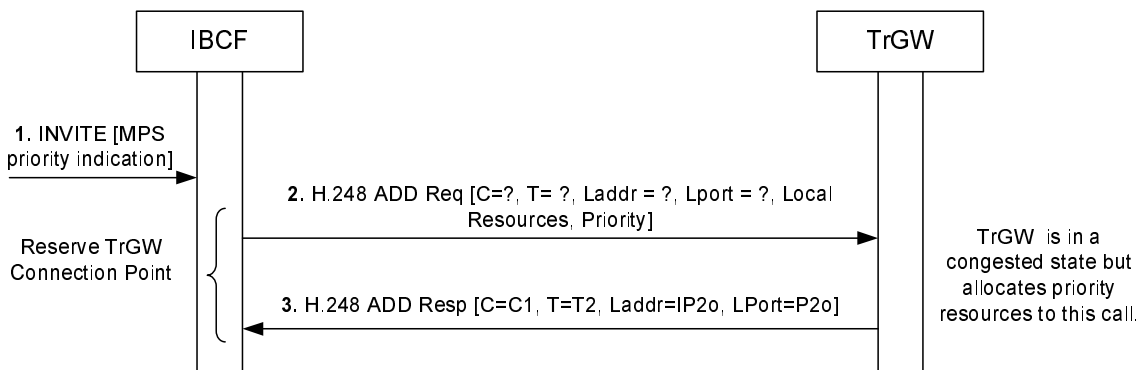 IBCF
TrGW
1. INVITE [MPS
priority indication]
2. H.248 ADD Req [C=?, T= ?, Laddr = ?, Lport = ?, Local
Resources, Priority]
Reserve TrGW
Connection Point
TrGW is in a
congested state but
allocates priority
resources to this call.
3. H.248 ADD Resp [C=C1, T=T2, Laddr=IP2o, LPort=P2o]